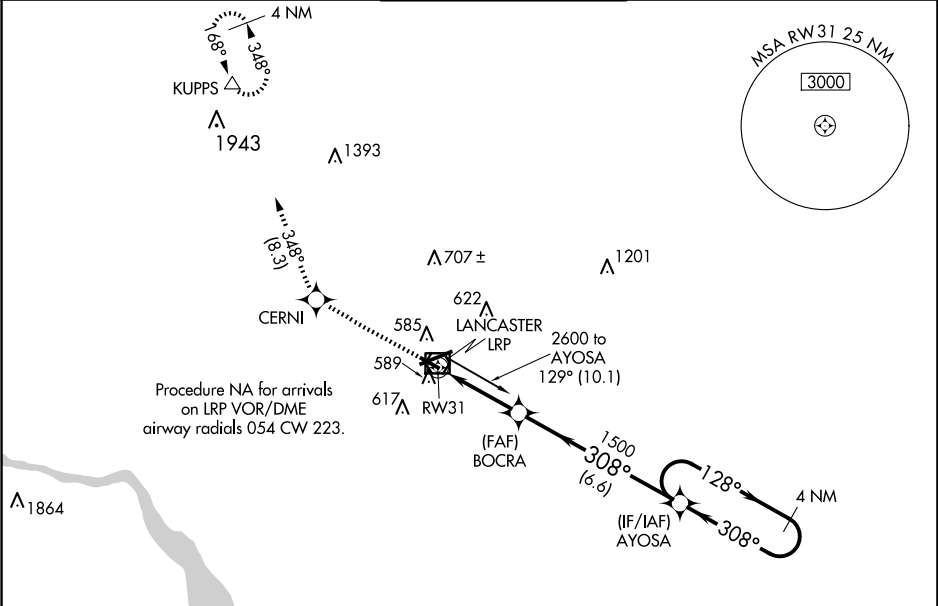 4 NM
168°
348°
KUPPS
1943
1393
MSA RW31 25 NM
3000
348°
(8.3)
707 ±
1201
CERNI
622
585
LANCASTER
LRP
2600 to
AYOSA
129° (10.1)
589
Procedure NA for arrivals
on LRP VOR/DME
airway radials 054 CW 223.
617
RW31
(FAF)
BOCRA
1500
308°
(6.6)
128°
4 NM
1864
(IF/IAF)
AYOSA
308°